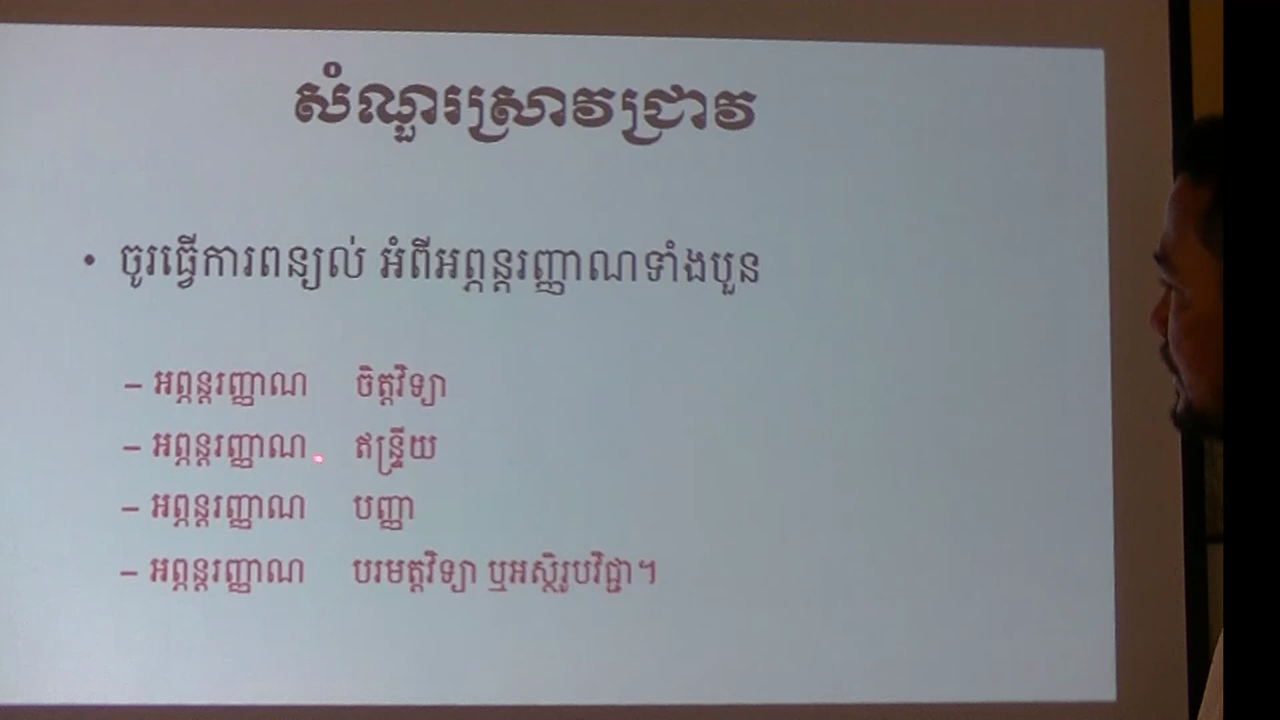 សំណួរស្រាវជ្រាវ
• ចូរធ្វើការពន្យល់ អំពីអព្ភន្តរញ្ញាណទាំងបួន
– អព្ភន្តរញ្ញាណ ចិត្តវិទ្យា
– អព្ភន្តរញ្ញាណ ឥន្ទ្រីយ
– អព្ភន្តរញ្ញាណ បញ្ញា
– អព្ភន្តរញ្ញាណ បរមត្តវិទ្យា ឬអស្ថិរូបវិជ្ជា។